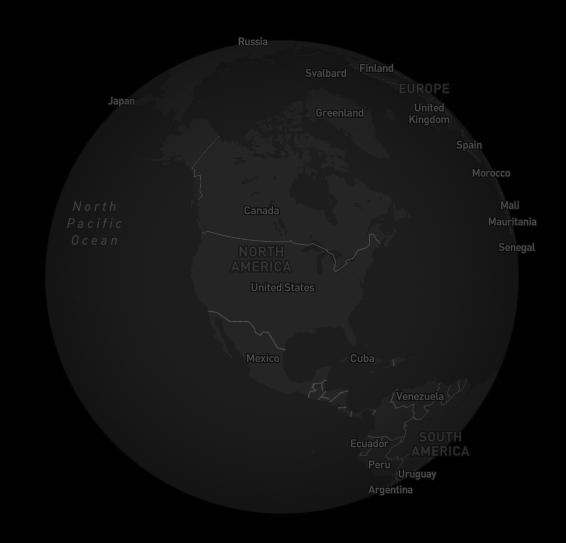 Russia
Svalbard
Finland
EUROPE
Japan
Greenland
United
Kingdom
Spain
Morocco
North
Pacific
Ocean
Canada
Mali
Mauritania
Senegal
NORTH
AMERICA
United States
Mexico
Cuba
Venezuela
Ecuador
SOUTH
AMERICA
Peru
Uruguay
Argentina